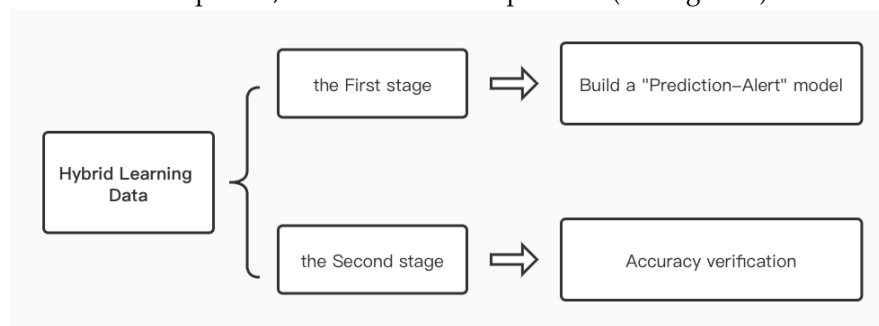 the First stage
Build a "Prediction–Alert" model
Hybrid Learning
Data
the Second stage
Accuracy verification